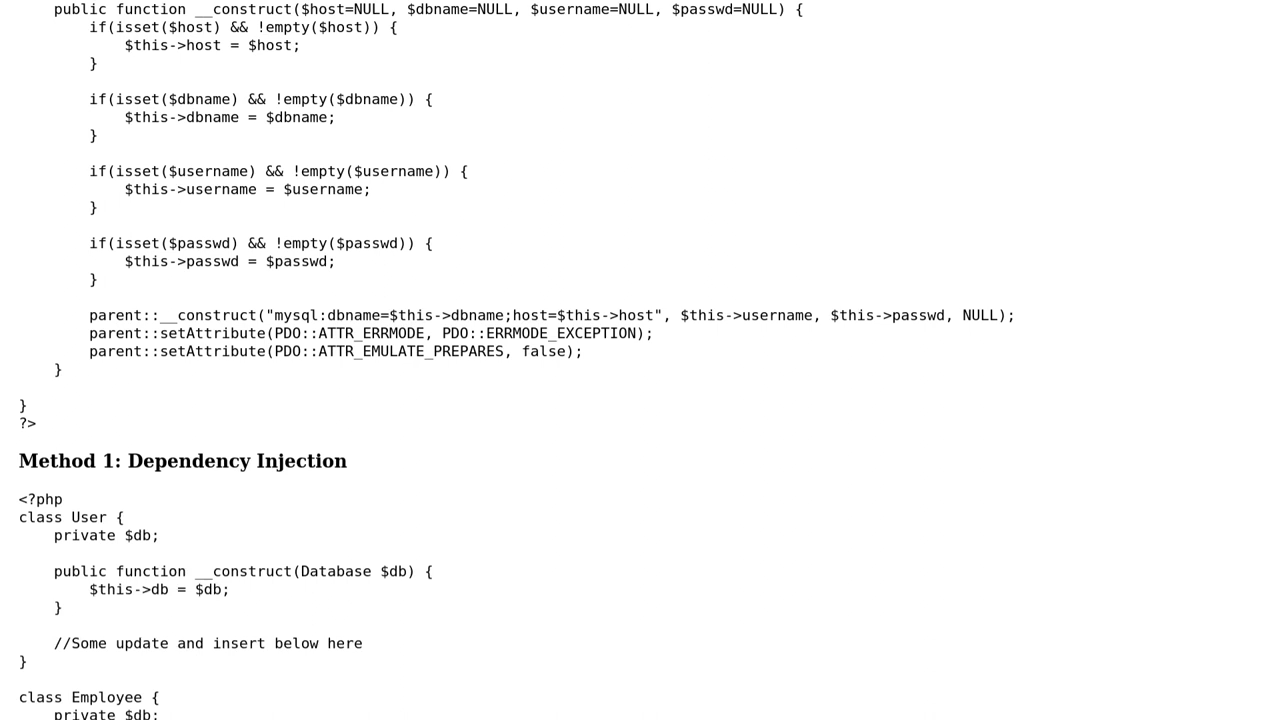 public function __construct($host=NULL, $dbname=NULL, $username=NULL, $passwd=NULL) {
if(isset($host) && !empty($host)) {
$this->host = $host;
}
if(isset($dbname) && !empty($dbname)) {
$this->dbname = $dbname;
}
if(isset($username) && !empty($username)) {
$this->username = $username;
}
if(isset($passwd) && !empty($passwd)) {
$this->passwd = $passwd;
}
parent::__construct("mysql:dbname=$this->dbname;host=$this->host", $this->username, $this->passwd, NULL);
parent::setAttribute(PDO::ATTR_ERRMODE, PDO::ERRMODE_EXCEPTION);
parent::setAttribute(PDO::ATTR_EMULATE_PREPARES, false);
}
}
?>
Method 1: Dependency Injection
<?php
class User {
private $db;
public function __construct(Database $db) {
$this->db = $db;
}
//Some update and insert below here
}
class Employee {
private $db;